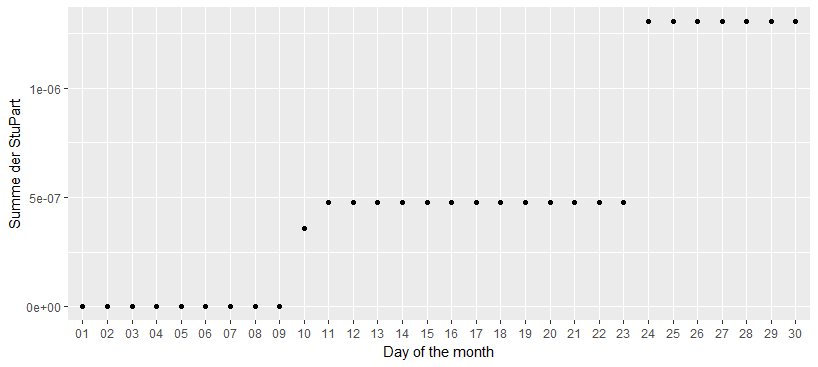 Summe der StuPart
1e-06
5e-07
0e+00
01 02 03 04 05 06 07 08 09 10 11 12 13 14 15 16 17 18 19 20 21 22 23 24 25 26 27 28 29 30
Day of the month